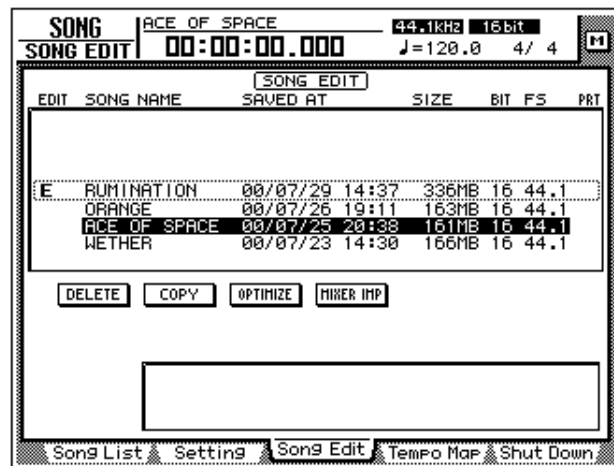 SONG ACE OF SPACE 44.1kHz 16bit M
SONG EDIT 00:00:00.000 ♩=120.0 4/ 4
SONG EDIT
EDIT SONG NAME SAVED AT SIZE BIT FS PRT
E RUMINATION 00/07/29 14:37 336MB 16 44.1
ORANGE 00/07/26 19:11 163MB 16 44.1
ACE OF SPACE 00/07/25 20:38 161MB 16 44.1
WETHER 00/07/23 14:30 166MB 16 44.1
DELETE COPY OPTIMIZE MIXER IMP
Song List Setting Song Edit Tempo Map Shut Down